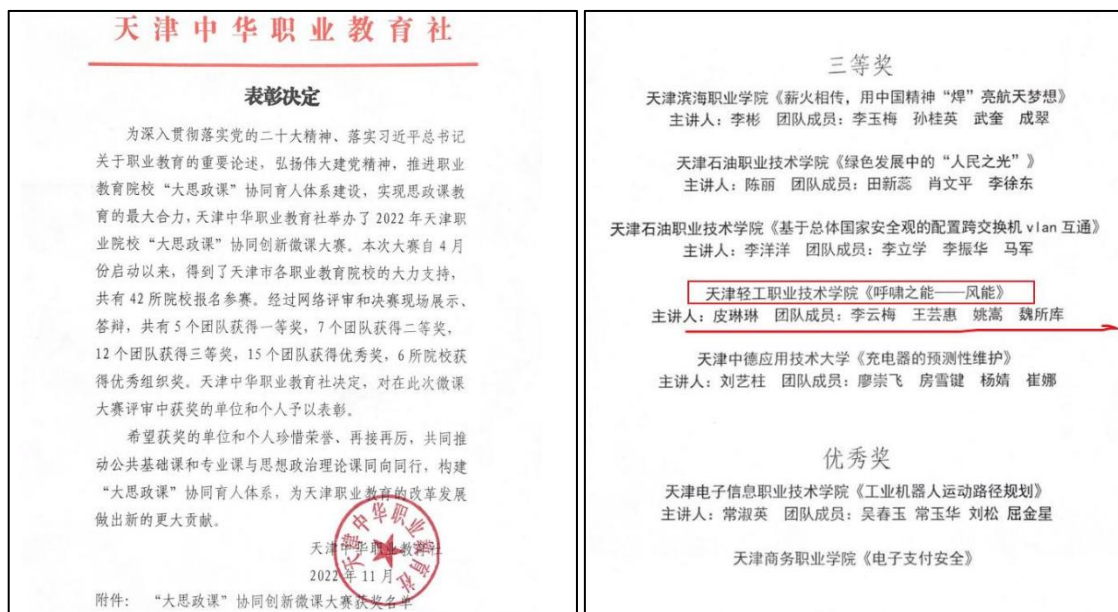 天津中华职业教育社
表彰决定
为深入贯彻落实党的二十大精神、落实习近平总书记
关于职业教育的重要论述，弘扬伟大建党精神，推进职业
教育院校“大思政课”协同育人体系建设，实现思政课教
育的最大合力，天津中华职业教育社举办了 2022 年天津职
业院校“大思政课”协同创新微课大赛。本次大赛自 4 月
份启动以来，得到了天津市各职业教育院校的大力支持，
共有 42 所院校报名参赛。经过网络评审和决赛现场展示、
答辩，共有 5 个团队获得一等奖，7 个团队获得二等奖，
12 个团队获得三等奖，15 个团队获得优秀奖，6 所院校获
得优秀组织奖。天津中华职业教育社决定，对在此次微课
大赛评审中获奖的单位和个人予以表彰。
希望获奖的单位和个人珍惜荣誉、再接再厉，共同推
动公共基础课和专业课与思想政治理论课同向同行，构建
“大思政课”协同育人体系，为天津职业教育的改革发展
做出新的更大贡献。
天津中华职业教育社
2022 年 11 月
天津中华职业教育社
附件： “大思政课”协同创新微课大赛获奖名单
三等奖
天津滨海职业学院《薪火相传，用中国精神“焊”亮航天梦想》
主讲人：李彬 团队成员：李玉梅 孙桂英 武奎 成翠
天津石油职业技术学院《绿色发展中的“人民之光”》
主讲人：陈丽 团队成员：田新蕊 肖文平 李徐东
天津石油职业技术学院《基于总体国家安全观的配置跨交换机 vlan 互通》
主讲人：李洋洋 团队成员：李立学 李振华 马军
天津轻工职业技术学院《呼啸之能——风能》
主讲人：皮琳琳 团队成员：李云梅 王芸惠 姚嵩 魏所库
天津中德应用技术大学《充电器的预测性维护》
主讲人：刘艺柱 团队成员：廖崇飞 房雪键 杨婧 崔娜
优秀奖
天津电子信息职业技术学院《工业机器人运动路径规划》
主讲人：常淑英 团队成员：吴春玉 常玉华 刘松 屈金星
天津商务职业学院《电子支付安全》